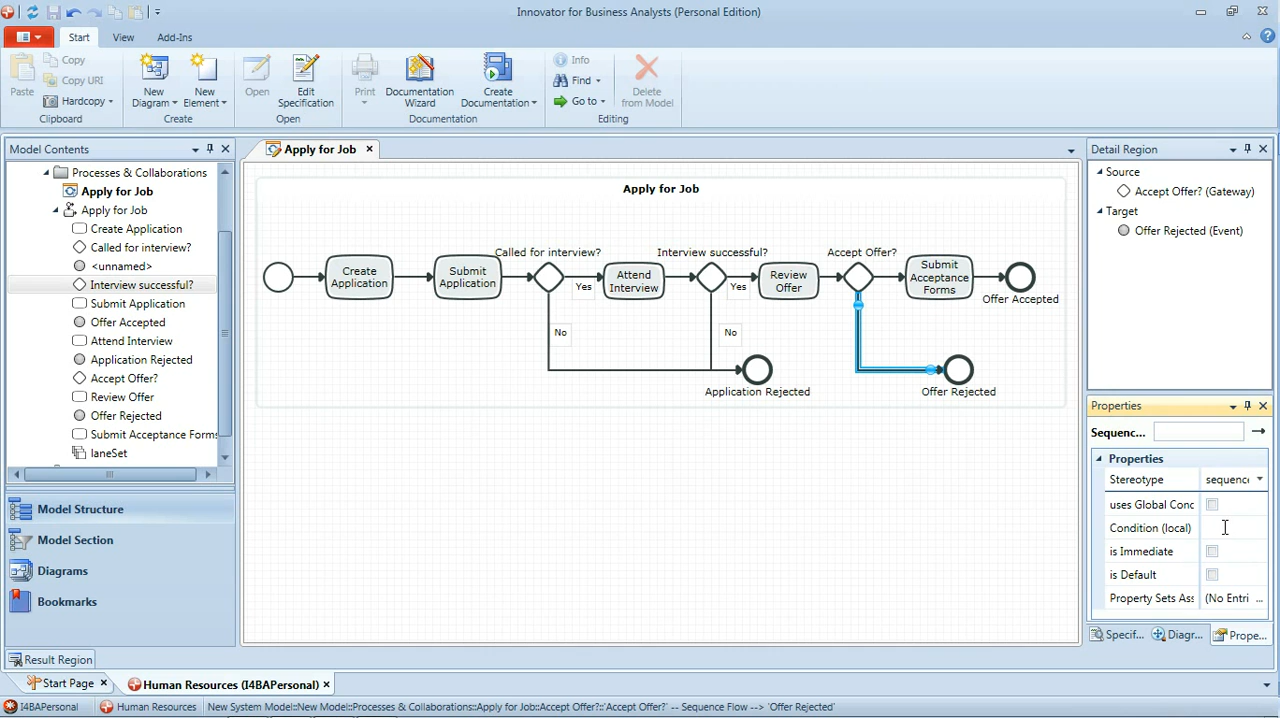 Innovator for Business Analysts (Personal Edition)
Start
View
Add-Ins
Paste
Copy
Copy URI
Hardcopy
Clipboard
New
Diagram
New
Element
Create
Open
Edit
Specification
Open
Print
Documentation
Wizard
Create
Documentation
Documentation
Info
Find
Go to
Delete
from Model
Editing
Model Contents
Processes & Collaborations
Apply for Job
Apply for Job
Create Application
Called for interview?
<unnamed>
Interview successful?
Submit Application
Offer Accepted
Attend Interview
Application Rejected
Accept Offer?
Review Offer
Offer Rejected
Submit Acceptance Forms
laneSet
Model Structure
Model Section
Diagrams
Bookmarks
Result Region
Apply for Job
Apply for Job
Called for interview?
Interview successful?
Accept Offer?
Create
Application
Submit
Application
Yes
Attend
Interview
Yes
Review
Offer
Submit
Acceptance
Forms
Offer Accepted
No
No
Application Rejected
Offer Rejected
Detail Region
Source
Accept Offer? (Gateway)
Target
Offer Rejected (Event)
Properties
Sequenc...
Properties
Stereotype
sequenc
uses Global Conc
Condition (local)
is Immediate
is Default
Property Sets Ass
(No Entri ...
Specif...
Diagr...
Prope...
Start Page
Human Resources (I4BAPersonal)
I4BAPersonal
Human Resources
New System Model::New Model::Processes & Collaborations::Apply for Job::Accept Offer?::'Accept Offer?' -- Sequence Flow --> 'Offer Rejected'